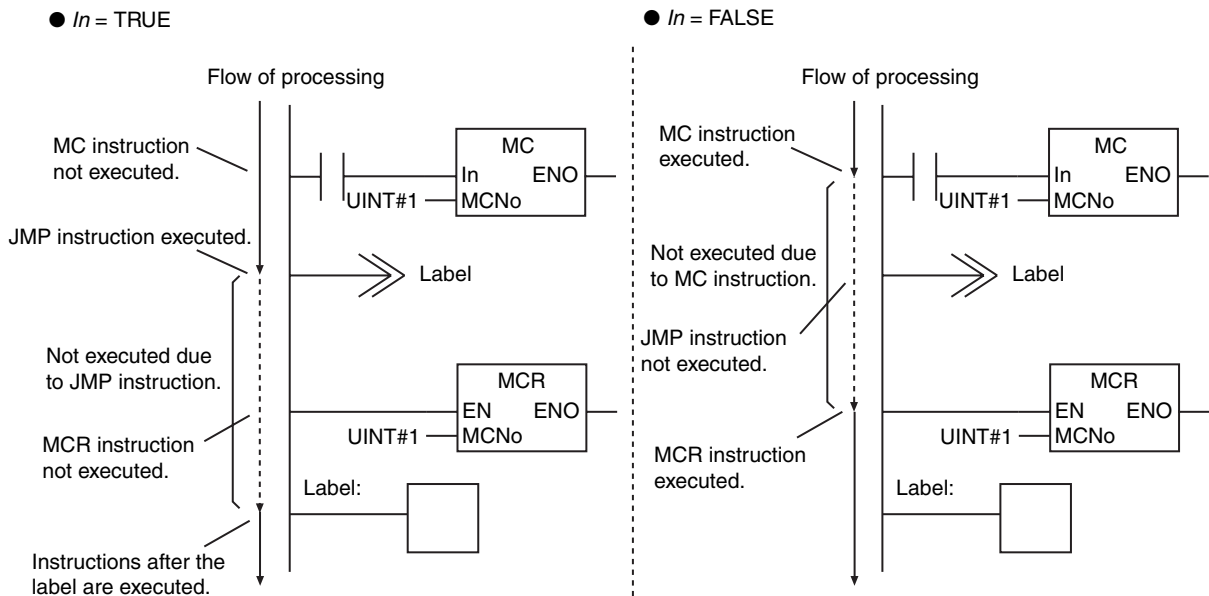 ● In = TRUE
Flow of processing
MC instruction
not executed.
MC
In ENO
UINT#1
MCNo
JMP instruction executed.
Label
Not executed due
to JMP instruction.
MCR
EN ENO
UINT#1
MCNo
MCR instruction
not executed.
Label:
Instructions after the
label are executed.
● In = FALSE
Flow of processing
MC instruction
executed.
MC
In ENO
UINT#1
MCNo
Not executed due
to MC instruction.
Label
JMP instruction
not executed.
MCR
EN ENO
UINT#1
MCNo
MCR instruction
executed.
Label: